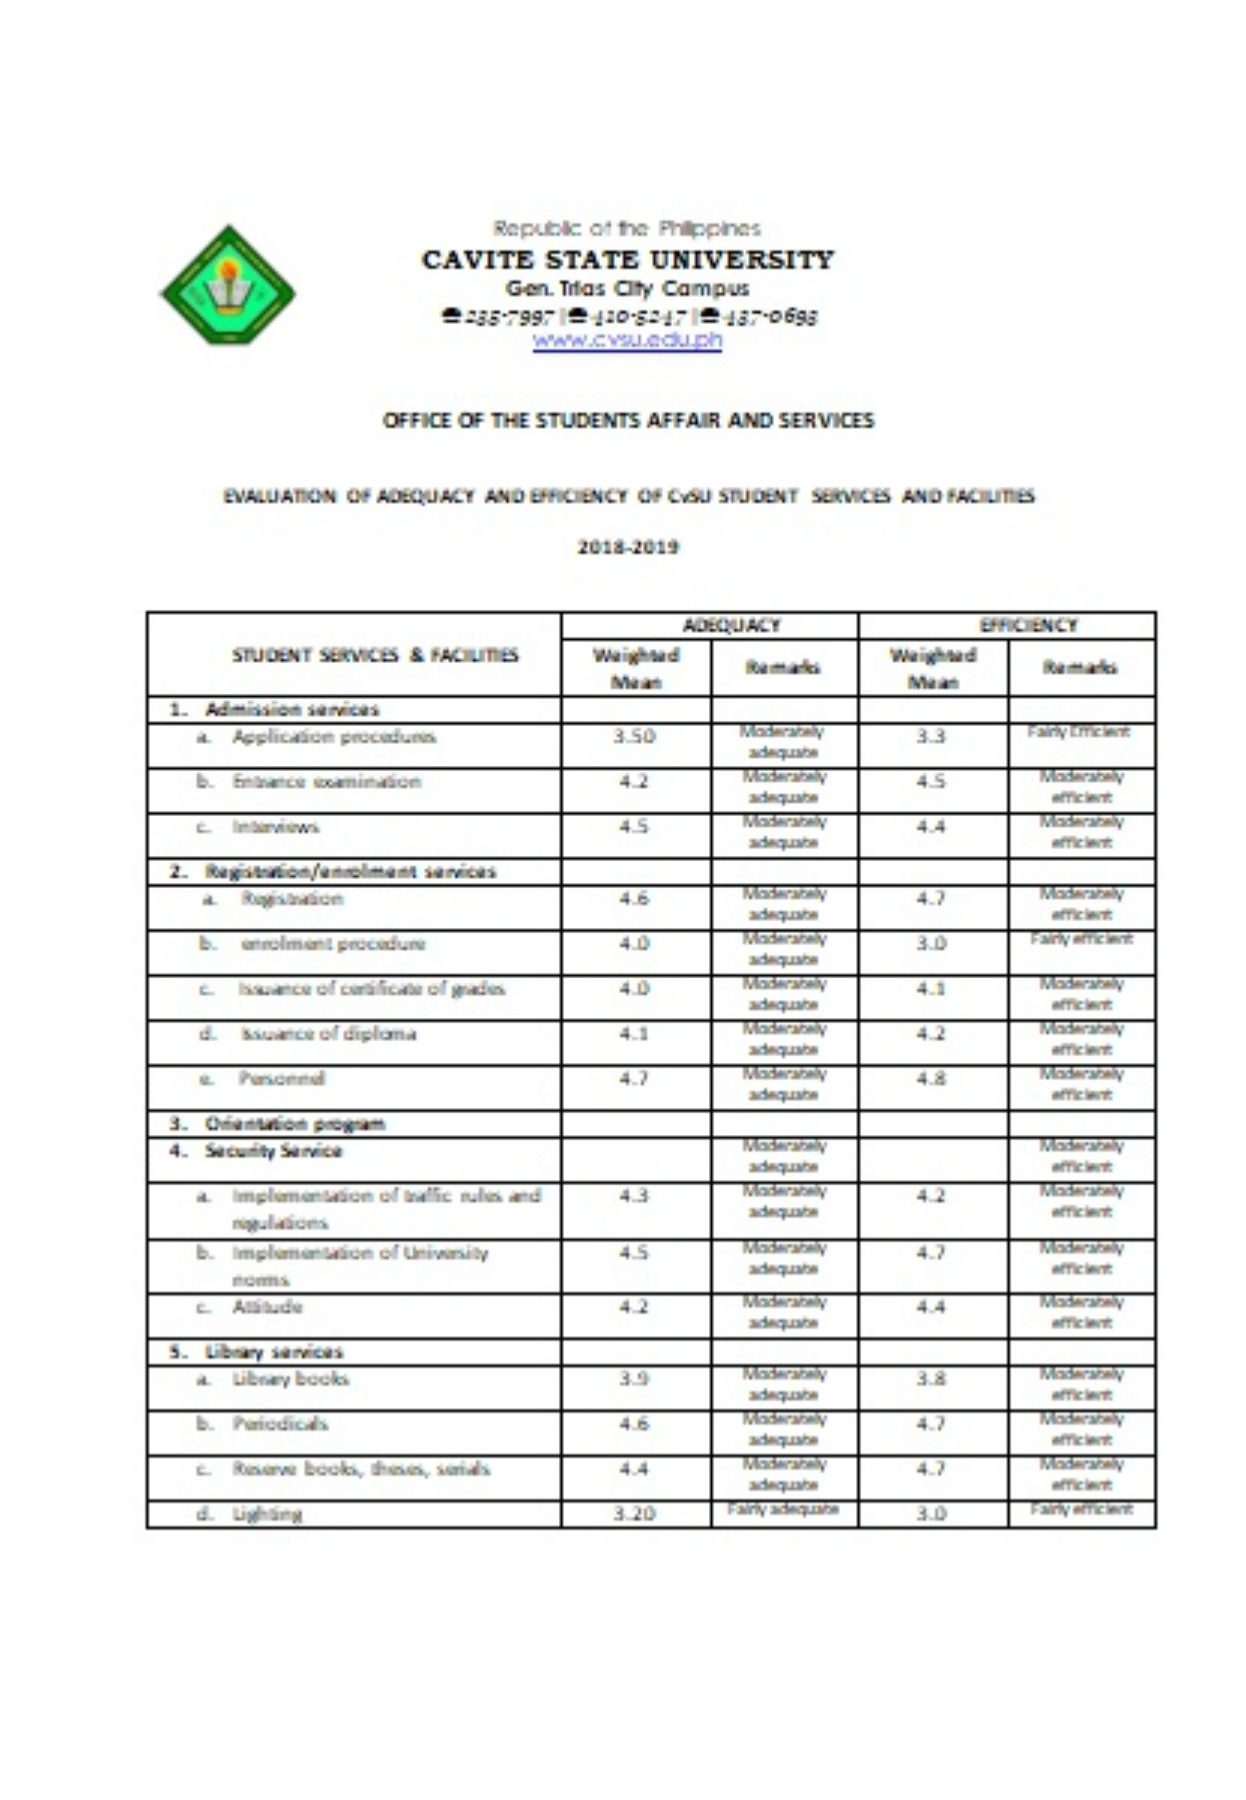 Republic of the Philippines
CAVITE STATE UNIVERSITY
Gen. Trias City Campus
☎235-7997|☎410-5247|☎437-0693
www.cvsu.edu.ph
OFFICE OF THE STUDENTS AFFAIR AND SERVICES
EVALUATION OF ADEQUACY AND EFFICIENCY OF CvSU STUDENT SERVICES AND FACILITIES
2018-2019
STUDENT SERVICES & FACILITIES
ADEQUACY EFFICIENCY
Weighted Mean Remarks Weighted Mean Remarks
1. Admission services
a. Application procedures 3.50 Moderately adequate 3.3 Fairly Efficient
b. Entrance examination 4.2 Moderately adequate 4.5 Moderately efficient
c. Interviews 4.5 Moderately adequate 4.4 Moderately efficient
2. Registration/enrolment services
a. Registration 4.6 Moderately adequate 4.7 Moderately efficient
b. enrolment procedure 4.0 Moderately adequate 3.0 Fairly efficient
c. Issuance of certificate of grades 4.0 Moderately adequate 4.1 Moderately efficient
d. Issuance of diploma 4.1 Moderately adequate 4.2 Moderately efficient
e. Personnel 4.7 Moderately adequate 4.8 Moderately efficient
3. Orientation program
4. Security Service Moderately adequate Moderately efficient
a. Implementation of traffic rules and regulations 4.3 Moderately adequate 4.2 Moderately efficient
b. Implementation of University norms 4.5 Moderately adequate 4.7 Moderately efficient
c. Attitude 4.2 Moderately adequate 4.4 Moderately efficient
5. Library services
a. Library books 3.9 Moderately adequate 3.8 Moderately efficient
b. Periodicals 4.6 Moderately adequate 4.7 Moderately efficient
c. Reserve books, theses, serials 4.4 Moderately adequate 4.7 Moderately efficient
d. Lighting 3.20 Fairly adequate 3.0 Fairly efficient